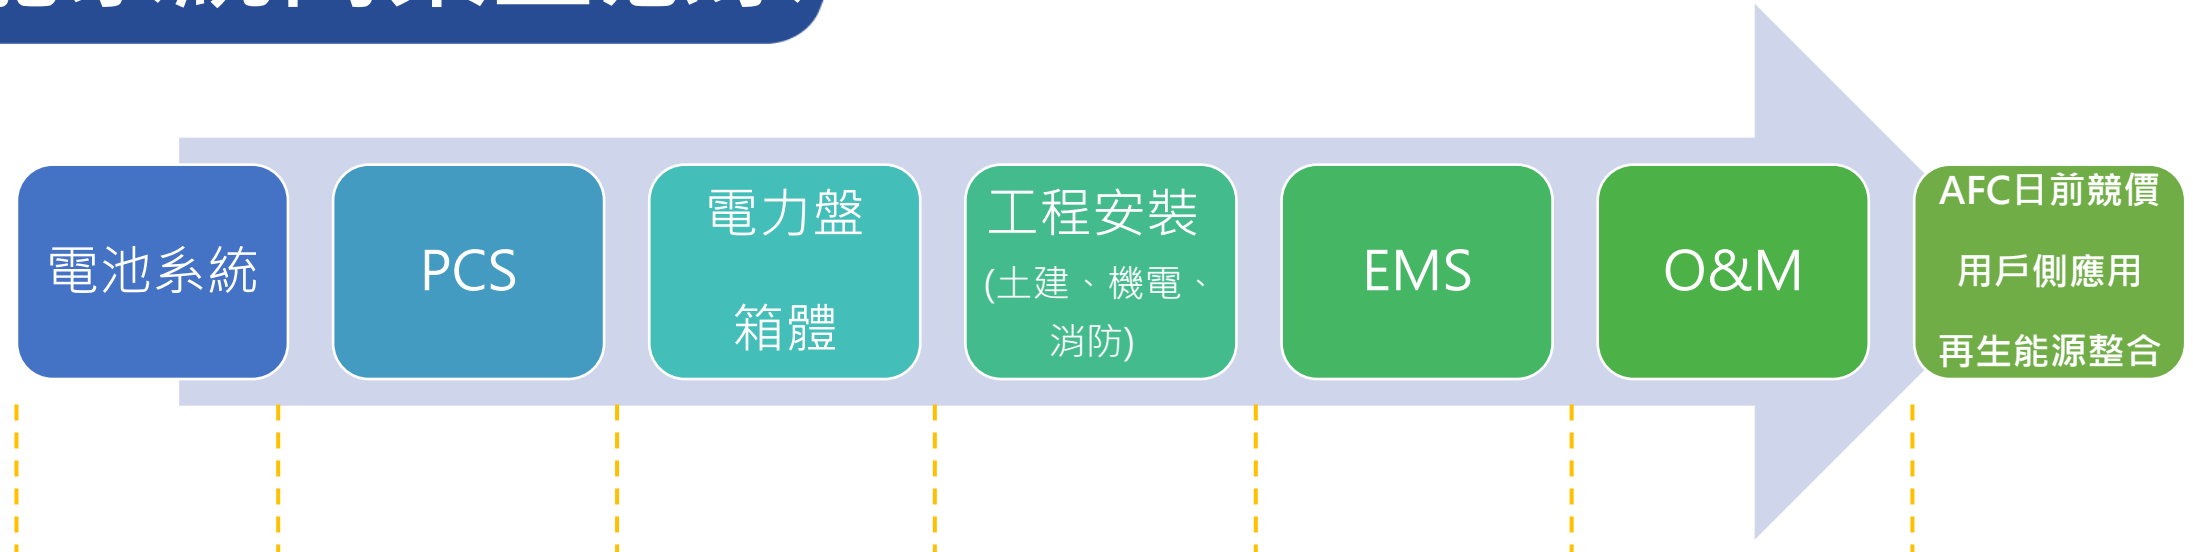 電池系統
PCS
電力盤
箱體
工程安裝
(土建、機電、
消防)
EMS
O&M
AFC日前競價
用戶側應用
再生能源整合